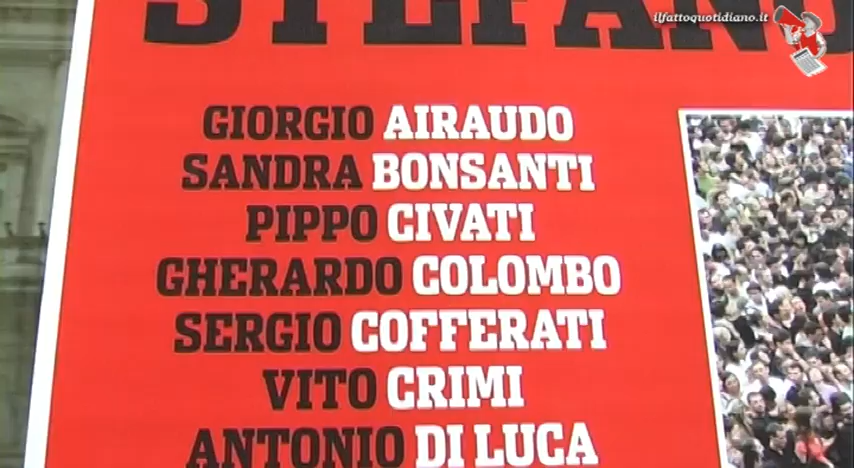 ilfattoquotidiano.it
GIORGIO AIRAUDO
SANDRA BONSANTI
PIPPO CIVATI
GHERARDO COLOMBO
SERGIO COFFERATI
VITO CRIMI
ANTONIO DI LUCA